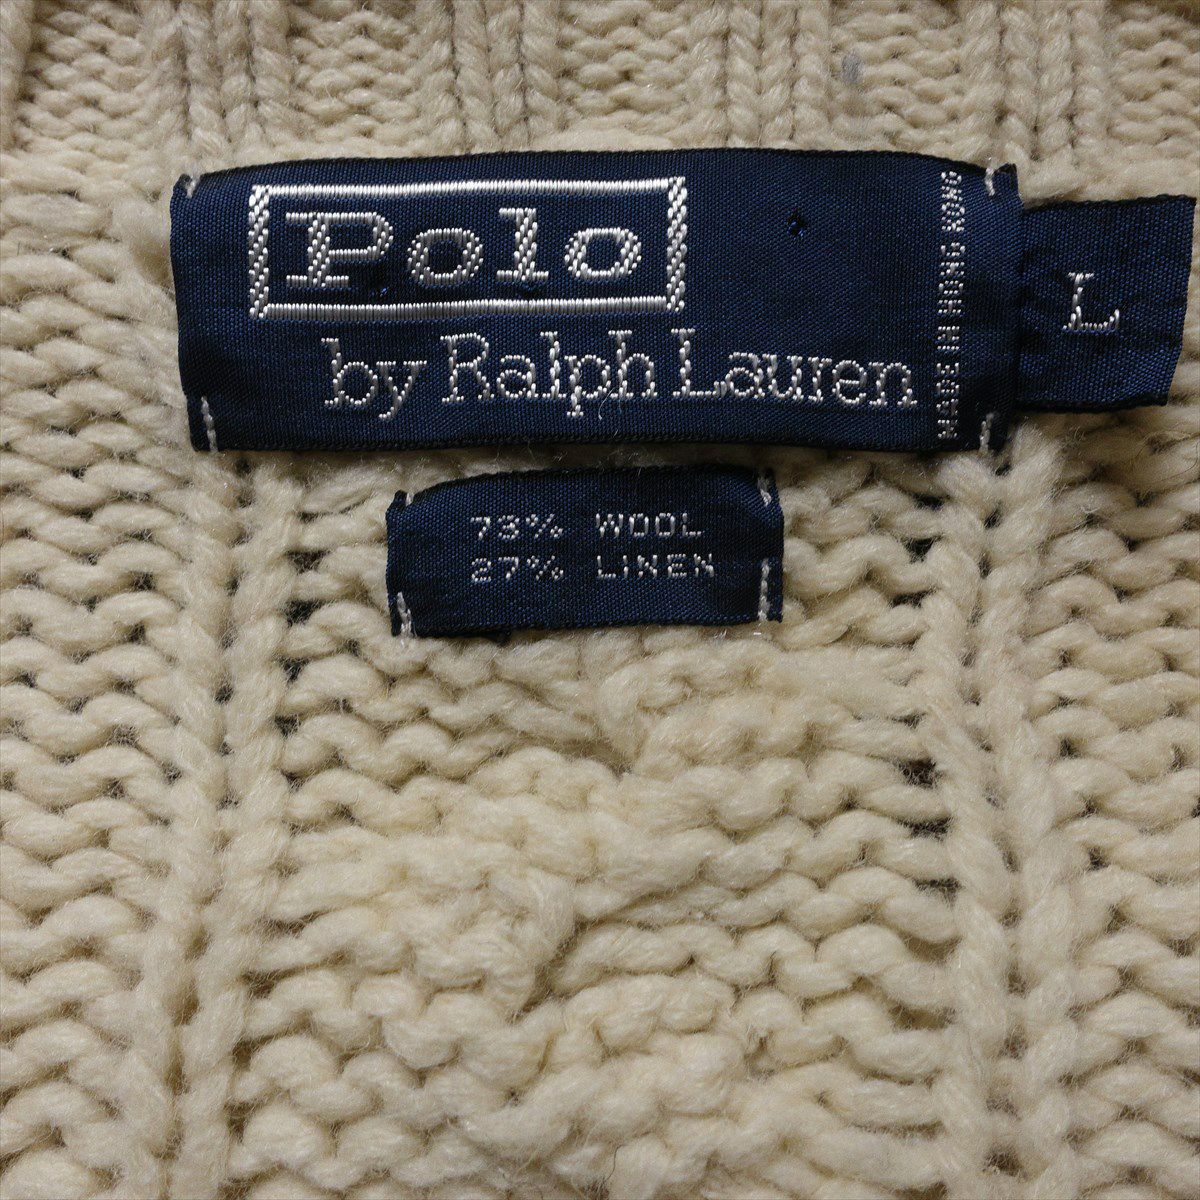 Polo
by Ralph Lauren
MADE IN HONG KONG
L
73% WOOL
27% LINEN